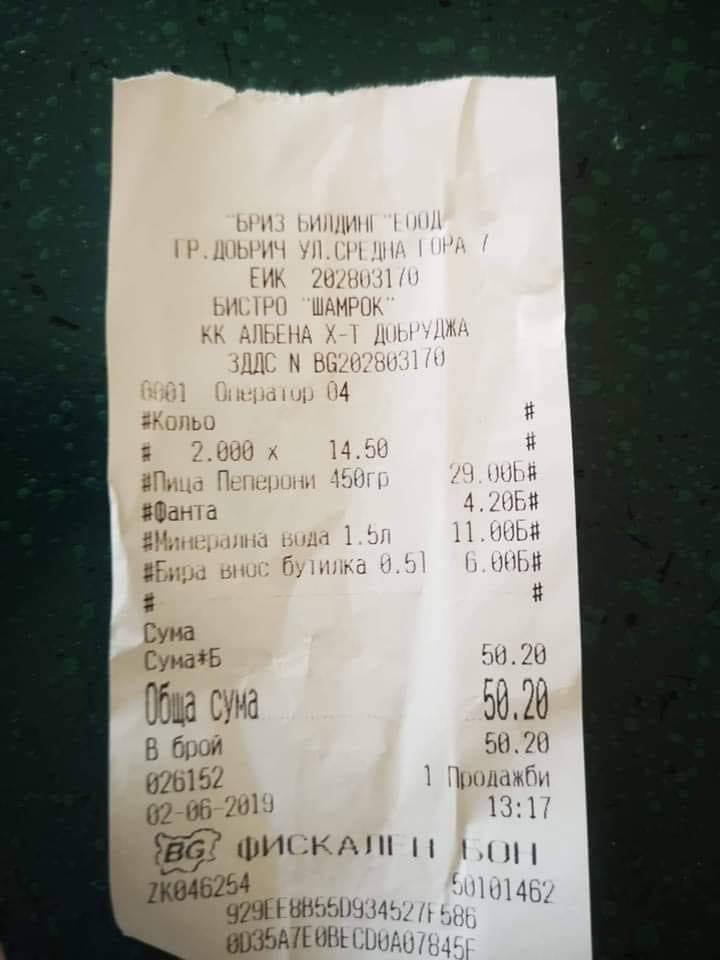 "БРИЗ БИЛДИНГ"ЕООД
ГР.ДОБРИЧ УЛ.СРЕДНА ГОРА 7
ЕИК 202803170
БИСТРО "ШАМРОК"
КК АЛБЕНА Х-Т ДОБРУДЖА
ЗДДС N BG202803170
0001 Оператор 04
#Кольо #
# 2.000 x 14.50 #
#Пица Пеперони 450гр 29.00Б#
#Фанта 4.20Б#
#Минерална вода 1.5л 11.00Б#
#Бира внос бутилка 0.5l 6.00Б#
# #
Сума
Сума*Б 50.20
Обща сума 50.20
В брой 50.20
026152 1 Продажби
02-06-2019 13:17
BG ФИСКАЛЕН БОН
ZK046254 50101462
929EE8B55D934527F586
0D35A7E0BECD0A07845F